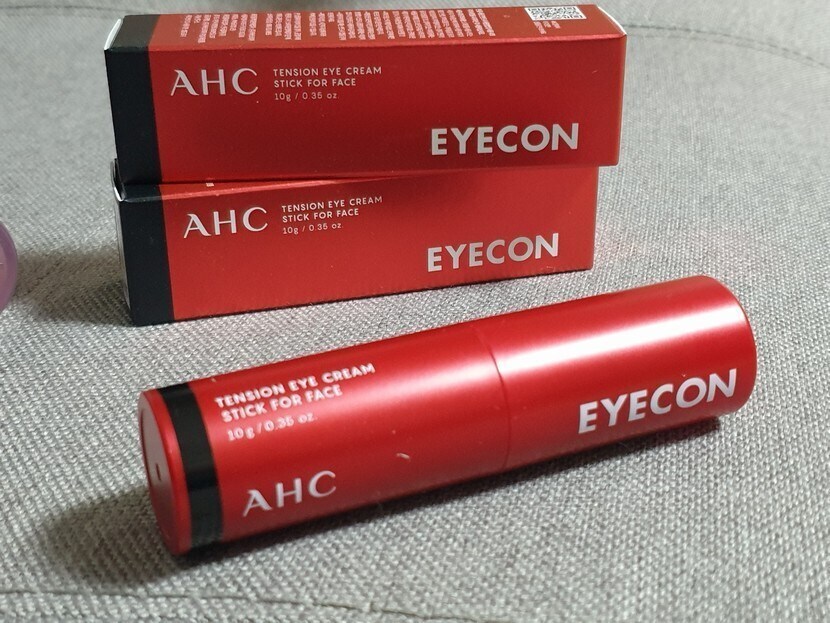 AHC
TENSION EYE CREAM
STICK FOR FACE
10g / 0.35 oz.
EYECON
AHC
TENSION EYE CREAM
STICK FOR FACE
10g / 0.35 oz.
EYECON
TENSION EYE CREAM
STICK FOR FACE
10g / 0.35 oz.
AHC
EYECON